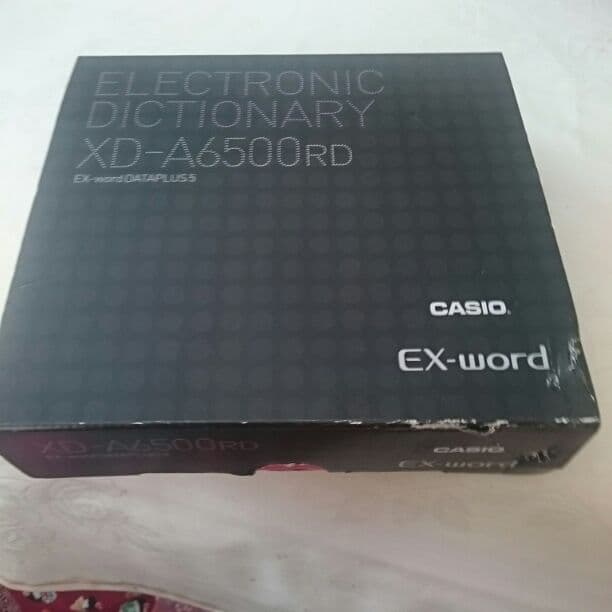 ELECTRONIC
DICTIONARY
XD-A6500RD
EX-word DATAPLUS 5
CASIO
EX-word
XD-A6500RD
CASIO
EX-word